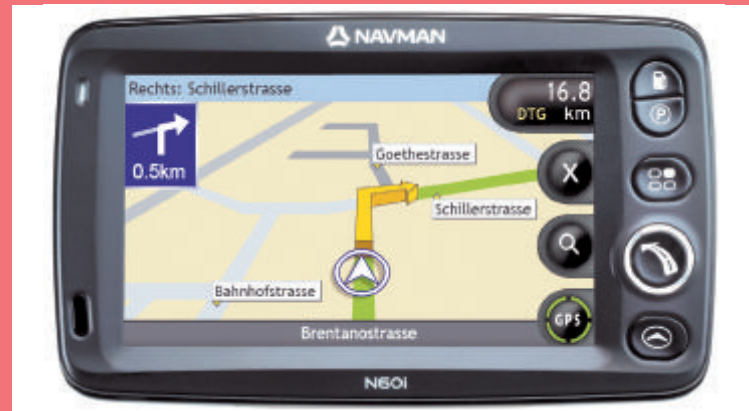 NAVMAN
Rechts: Schillerstrasse
16.8
DTG km
0.5km
Goethestrasse
X
Schillerstrasse
Bahnhofstrasse
GPS
Brentanostrasse
N60i
P